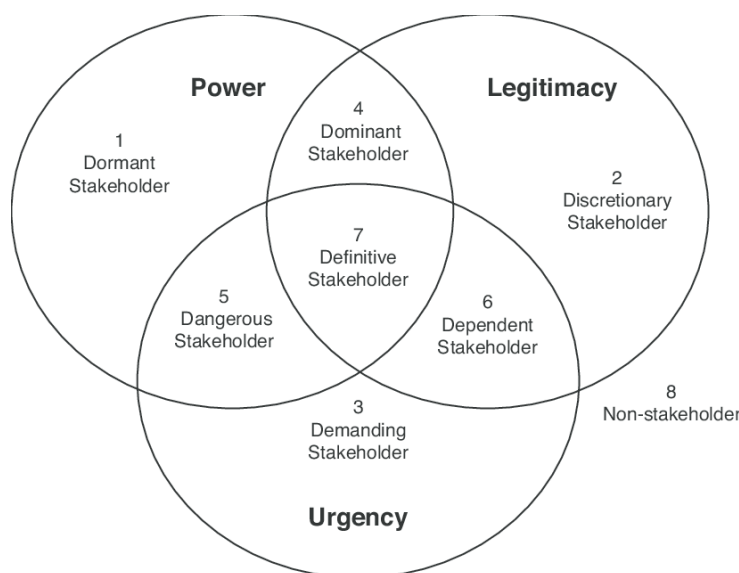 Power
Legitimacy
1
Dormant
Stakeholder
4
Dominant
Stakeholder
2
Discretionary
Stakeholder
7
Definitive
Stakeholder
5
Dangerous
Stakeholder
6
Dependent
Stakeholder
8
Non-stakeholder
3
Demanding
Stakeholder
Urgency